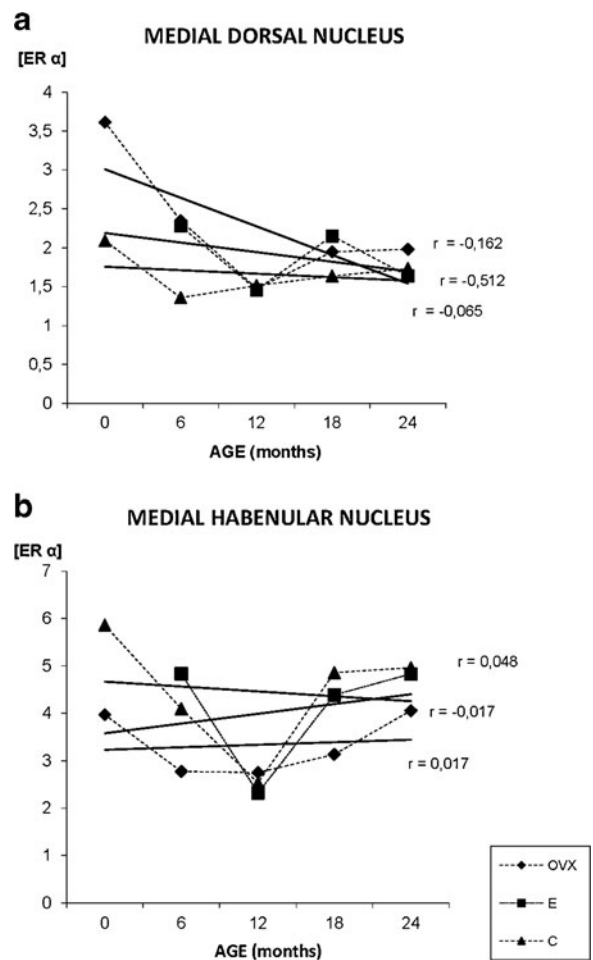 a
MEDIAL DORSAL NUCLEUS
[ER α]
4
3,5
3
2,5
2
1,5
1
0,5
0
r = -0,162
r = -0,512
r = -0,065
0 6 12 18 24
AGE (months)
b
MEDIAL HABENULAR NUCLEUS
[ER α]
7
6
5
4
3
2
1
0
r = 0,048
r = -0,017
r = 0,017
0 6 12 18 24
AGE (months)
OVX
E
C